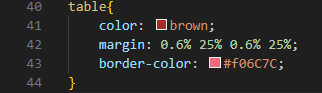 40 table{
41 color: brown;
42 margin: 0.6% 25% 0.6% 25%;
43 border-color: #f06C7C;
44 }